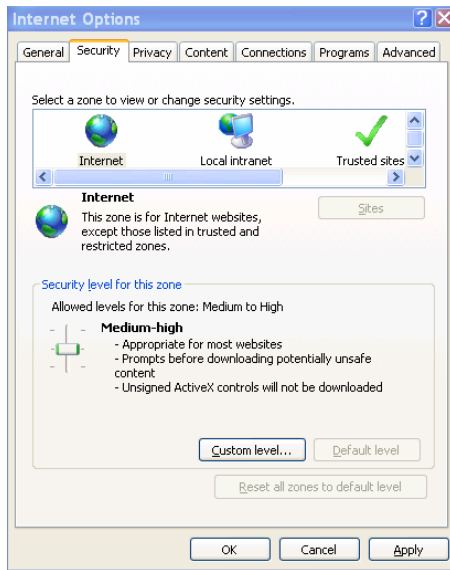 Internet Options
General Security Privacy Content Connections Programs Advanced
Select a zone to view or change security settings.
Internet Local intranet Trusted sites
Internet
This zone is for Internet websites,
except those listed in trusted and
restricted zones.
Sites
Security level for this zone
Allowed levels for this zone: Medium to High
Medium-high
- Appropriate for most websites
- Prompts before downloading potentially unsafe
content
- Unsigned ActiveX controls will not be downloaded
Custom level... Default level
Reset all zones to default level
OK Cancel Apply